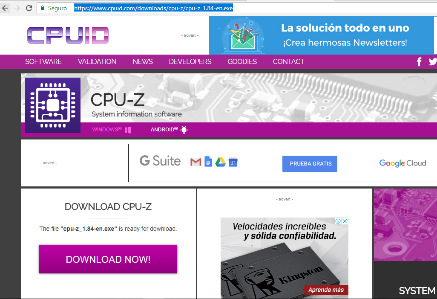 Seguro https://www.cpuid.com/downloads/cpu-z/cpu-z_1.84-en.exe
CPUID
- advert -
La solución todo en uno
¡Crea hermosas Newsletters!
SOFTWARE VALIDATION NEWS DEVELOPERS GOODIES CONTACT
CPU-Z
System information software
WINDOWS ANDROID
- advert -
G Suite
PRUEBA GRATIS
Google Cloud
DOWNLOAD CPU-Z
The file "cpu-z_1.84-en.exe" is ready for download.
DOWNLOAD NOW!
- advert -
Velocidades increíbles y sólida confiabilidad.
Kingston
Aprenda más
SYSTEM